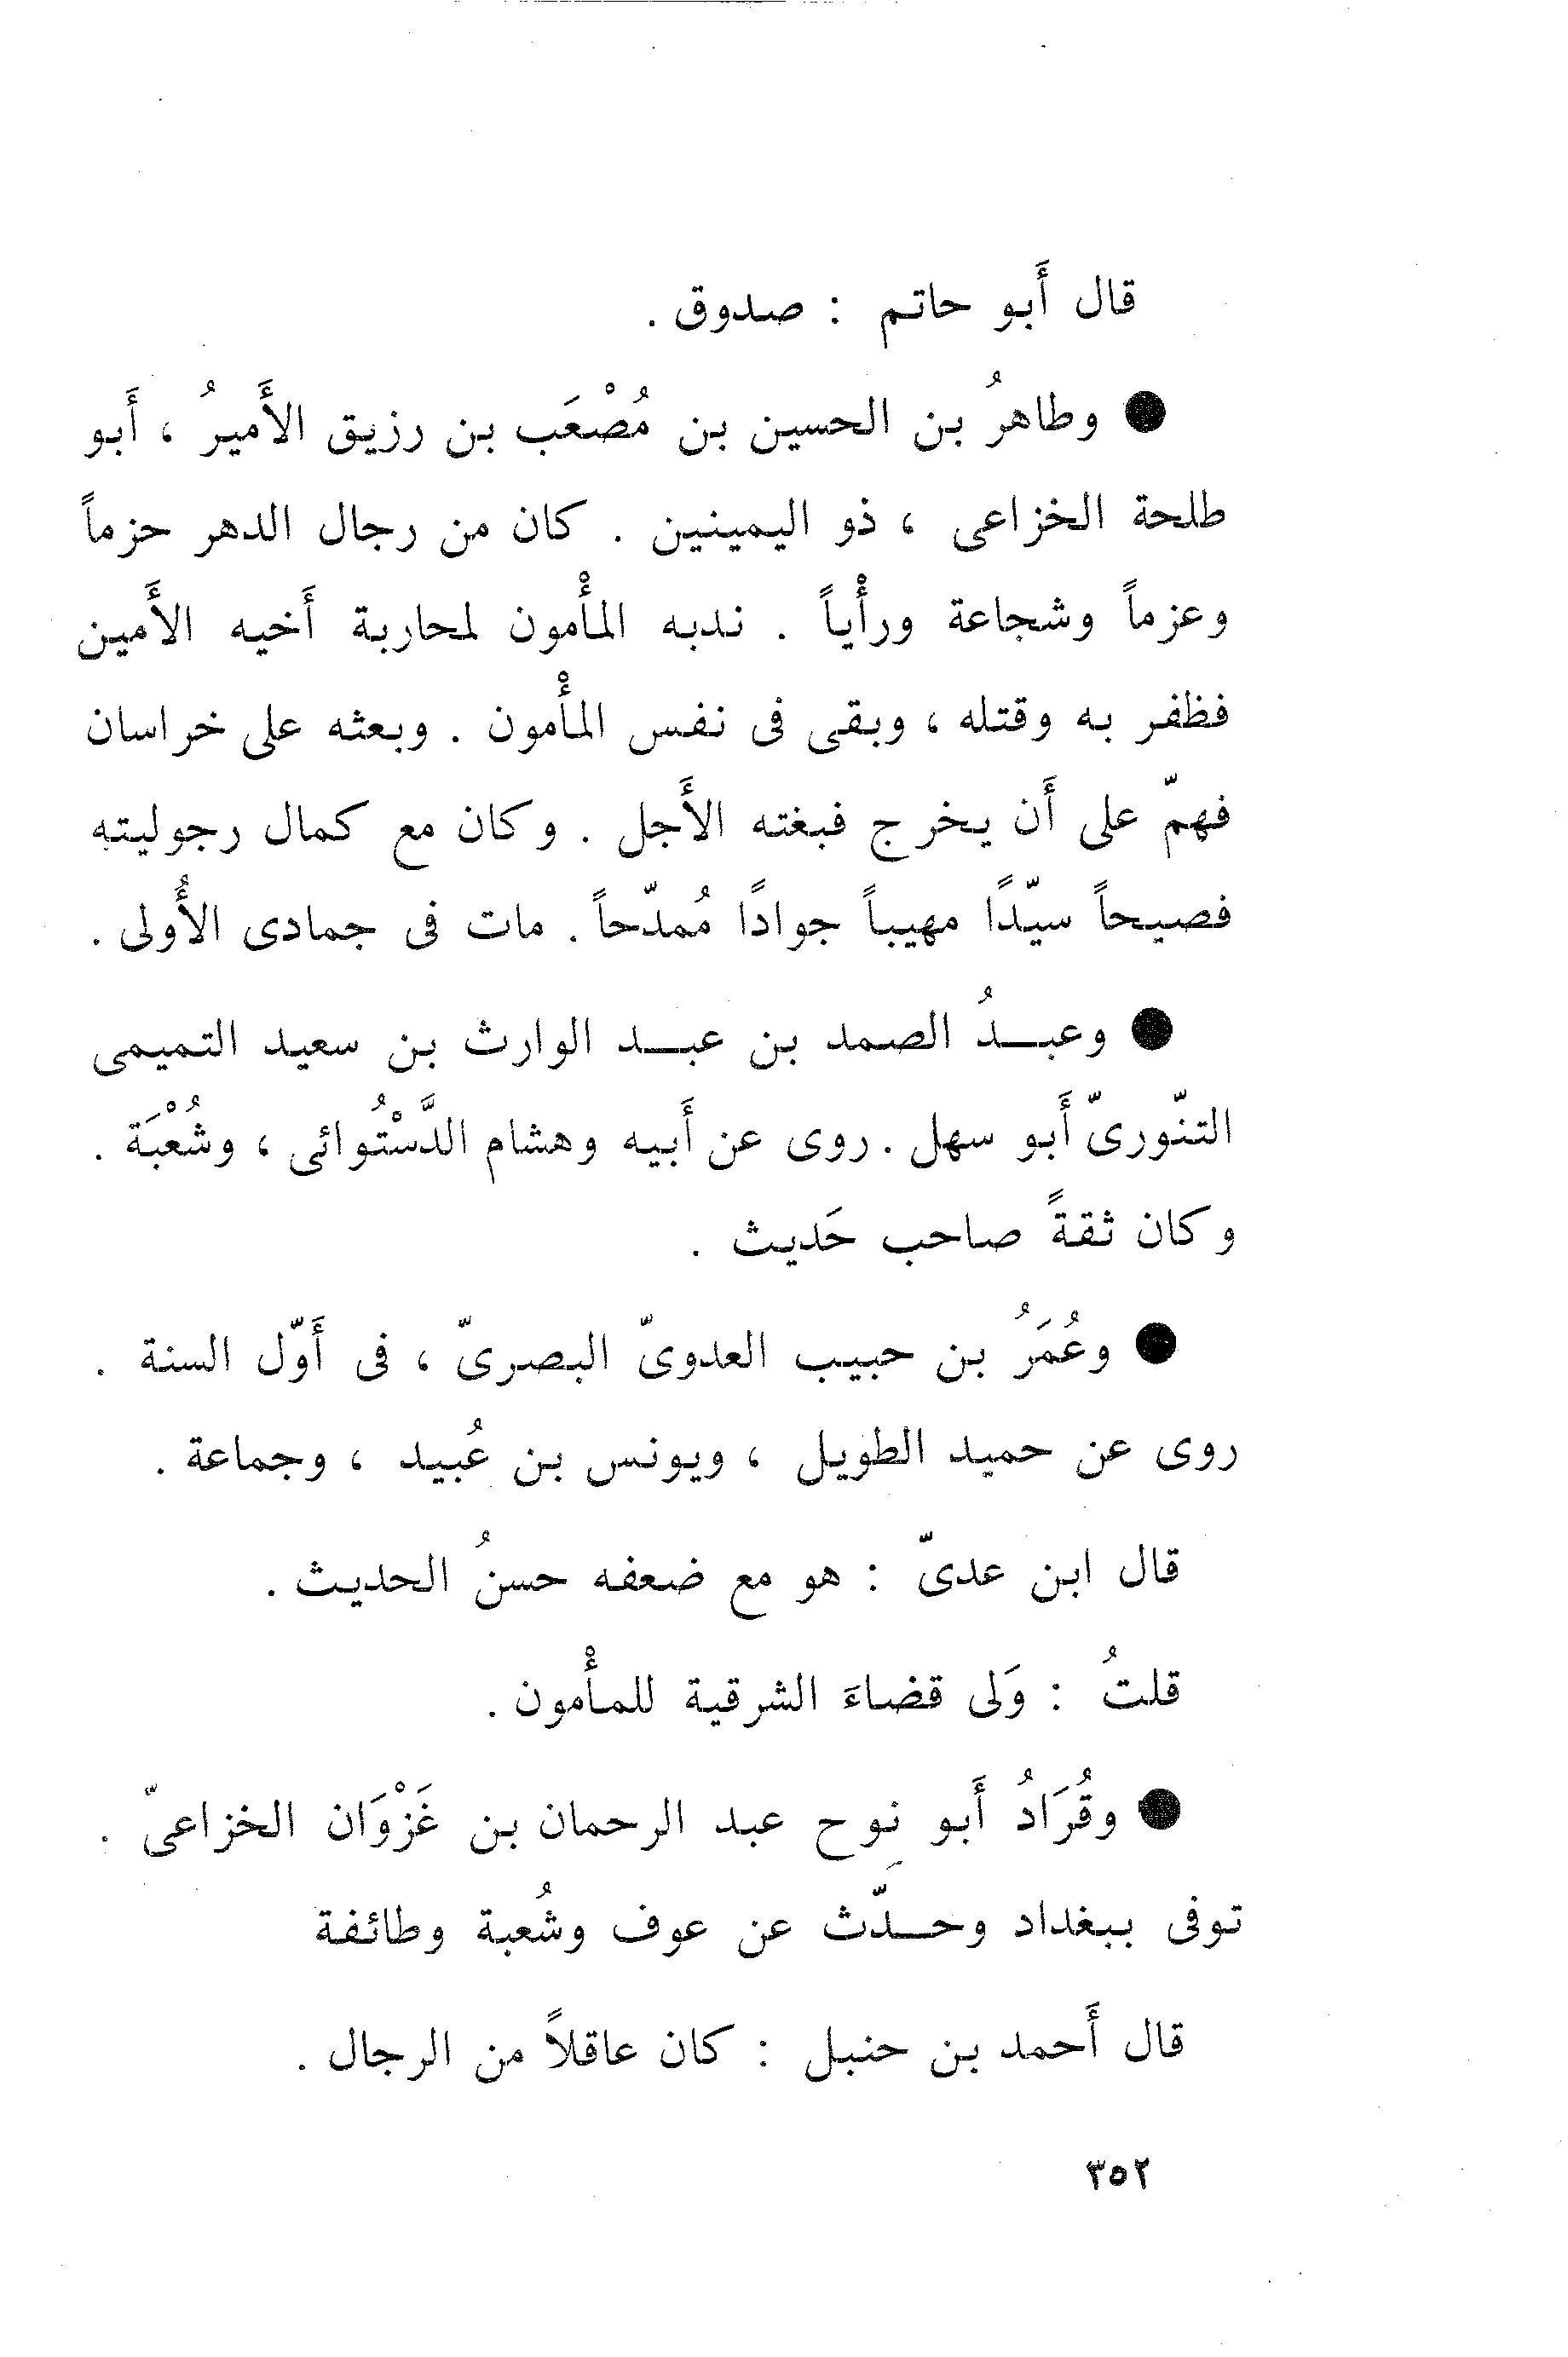 قال أَبو حاتم : صدوق .
● وطاهرُ بن الحسين بن مُصْعَب بن رزيق الأَميرُ ، أَبو
طلحة الخزاعى ، ذو اليمينين . كان من رجال الدهر حزماً
وعزماً وشجاعة ورأْياً . ندبه المأْمون لمحاربة أَخيه الأَمين
فظفر به وقتله ، وبقى فى نفس المأْمون . وبعثه على خراسان
فهمّ على أَن يخرج فبغته الأَجل . وكان مع كمال رجوليته
فصيحاً سيّدًا مهيباً جوادًا مُمدّحاً . مات فى جمادى الأُولى .
● وعبدُ الصمد بن عبد الوارث بن سعيد التميمى
التنّورىّ أَبو سهل . روى عن أَبيه وهشام الدَّسْتُوائى ، وشُعْبَة .
وكان ثقةً صاحب حَديث .
● وعُمَرُ بن حبيب العدوىّ البصرىّ ، فى أَوّل السنة .
روى عن حميد الطويل ، ويونس بن عُبيد ، وجماعة .
قال ابن عدىّ : هو مع ضعفه حسنُ الحديث .
قلتُ : وَلى قضاءَ الشرقية للمأْمون .
● وقُرَادُ أَبو نوح عبد الرحمان بن غَزْوَان الخزاعىّ .
توفى ببغداد وحدّث عن عوف وشُعبة وطائفة
قال أَحمد بن حنبل : كان عاقلاً من الرجال .
٣٥٢